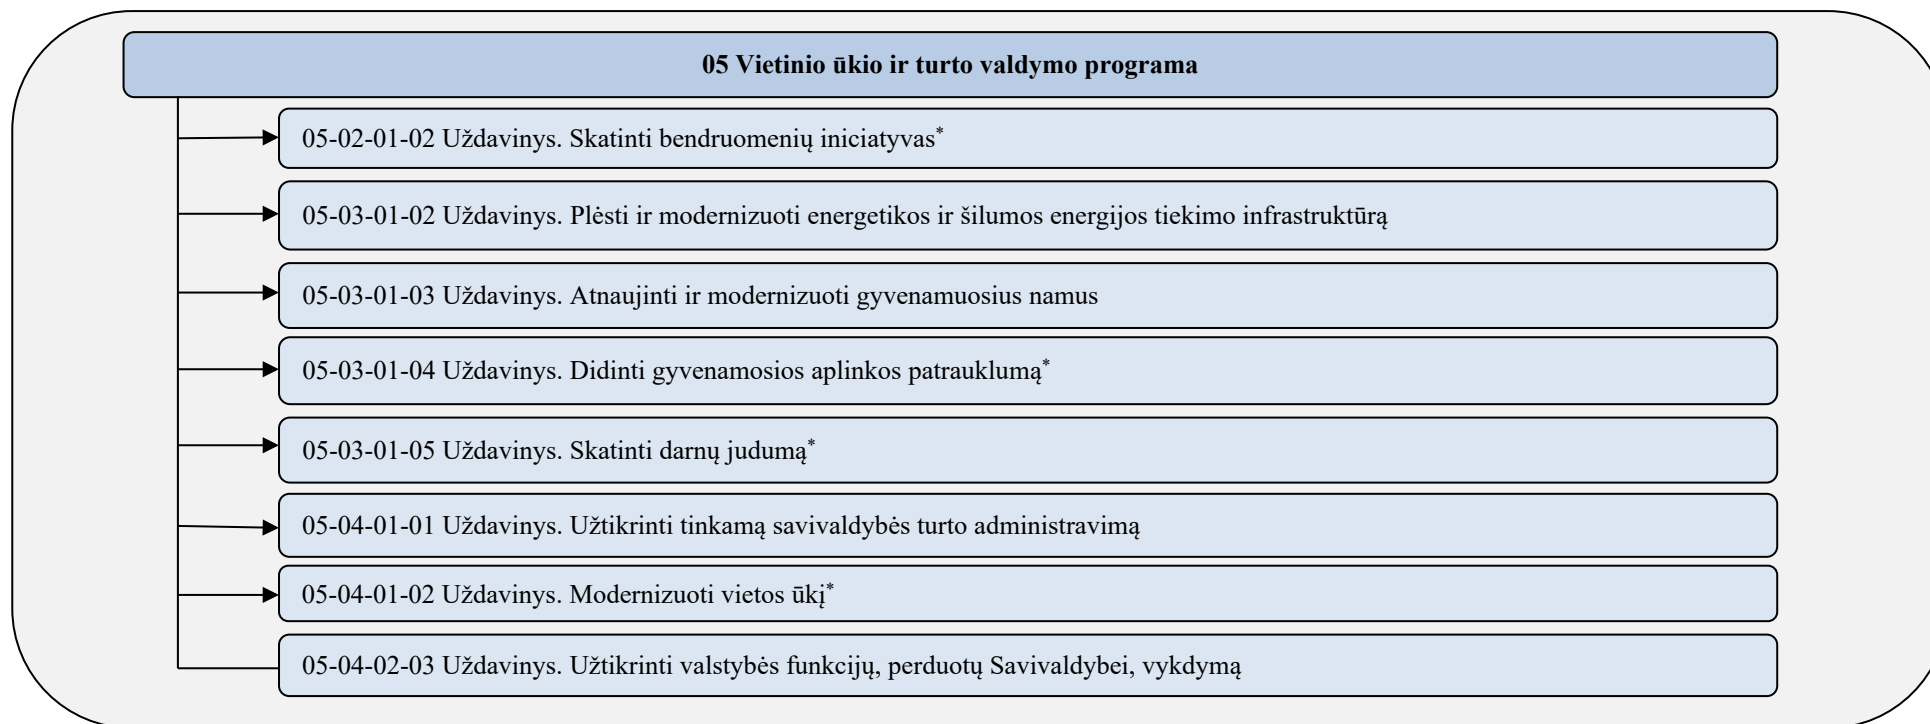 05 Vietinio ūkio ir turto valdymo programa
05-02-01-02 Uždavinys. Skatinti bendruomenių iniciatyvas*
05-03-01-02 Uždavinys. Plėsti ir modernizuoti energetikos ir šilumos energijos tiekimo infrastruktūrą
05-03-01-03 Uždavinys. Atnaujinti ir modernizuoti gyvenamuosius namus
05-03-01-04 Uždavinys. Didinti gyvenamosios aplinkos patrauklumą*
05-03-01-05 Uždavinys. Skatinti darnų judumą*
05-04-01-01 Uždavinys. Užtikrinti tinkamą savivaldybės turto administravimą
05-04-01-02 Uždavinys. Modernizuoti vietos ūkį*
05-04-02-03 Uždavinys. Užtikrinti valstybės funkcijų, perduotų Savivaldybei, vykdymą